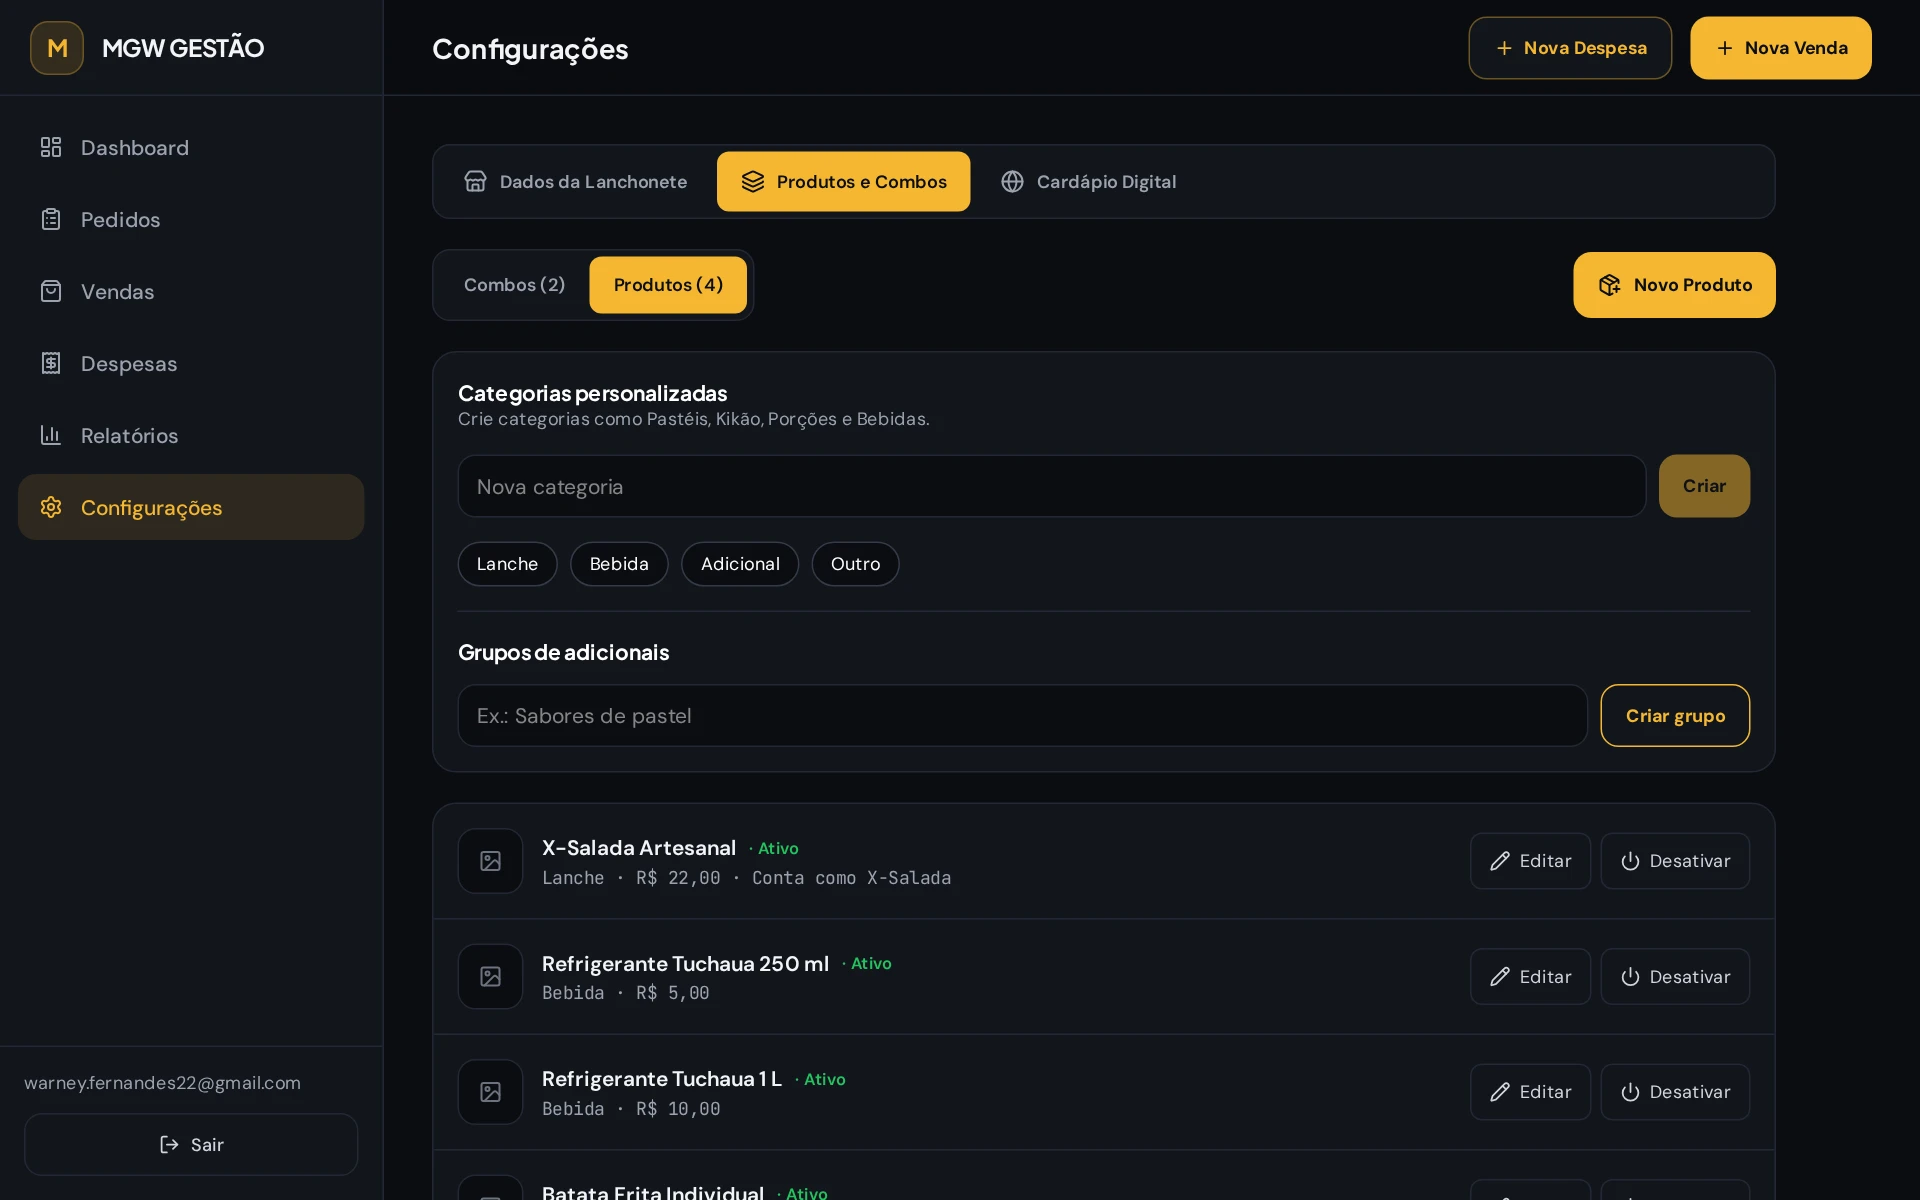 M MGW GESTÃO
Configurações
+ Nova Despesa
+ Nova Venda
Dashboard
Pedidos
Vendas
Despesas
Relatórios
Configurações
warney.fernandes22@gmail.com
Sair
Dados da Lanchonete
Produtos e Combos
Cardápio Digital
Combos (2)
Produtos (4)
Novo Produto
Categorias personalizadas
Crie categorias como Pastéis, Kikão, Porções e Bebidas.
Nova categoria
Criar
Lanche
Bebida
Adicional
Outro
Grupos de adicionais
Ex.: Sabores de pastel
Criar grupo
X-Salada Artesanal · Ativo
Lanche · R$ 22,00 · Conta como X-Salada
Editar
Desativar
Refrigerante Tuchaua 250 ml · Ativo
Bebida · R$ 5,00
Editar
Desativar
Refrigerante Tuchaua 1 L · Ativo
Bebida · R$ 10,00
Editar
Desativar
Batata Frita Individual · Ativo